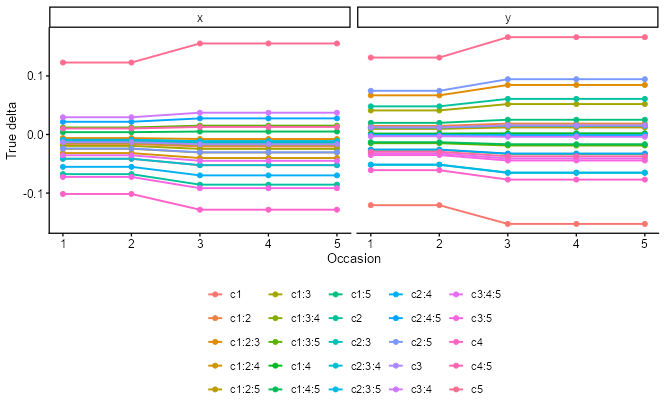 x y
0.1
0.0
-0.1
True delta
1 2 3 4 5 1 2 3 4 5
Occasion
c1 c1:3 c1:5 c2:4 c3:4:5
c1:2 c1:3:4 c2 c2:4:5 c3:5
c1:2:3 c1:3:5 c2:3 c2:5 c4
c1:2:4 c1:4 c2:3:4 c3 c4:5
c1:2:5 c1:4:5 c2:3:5 c3:4 c5